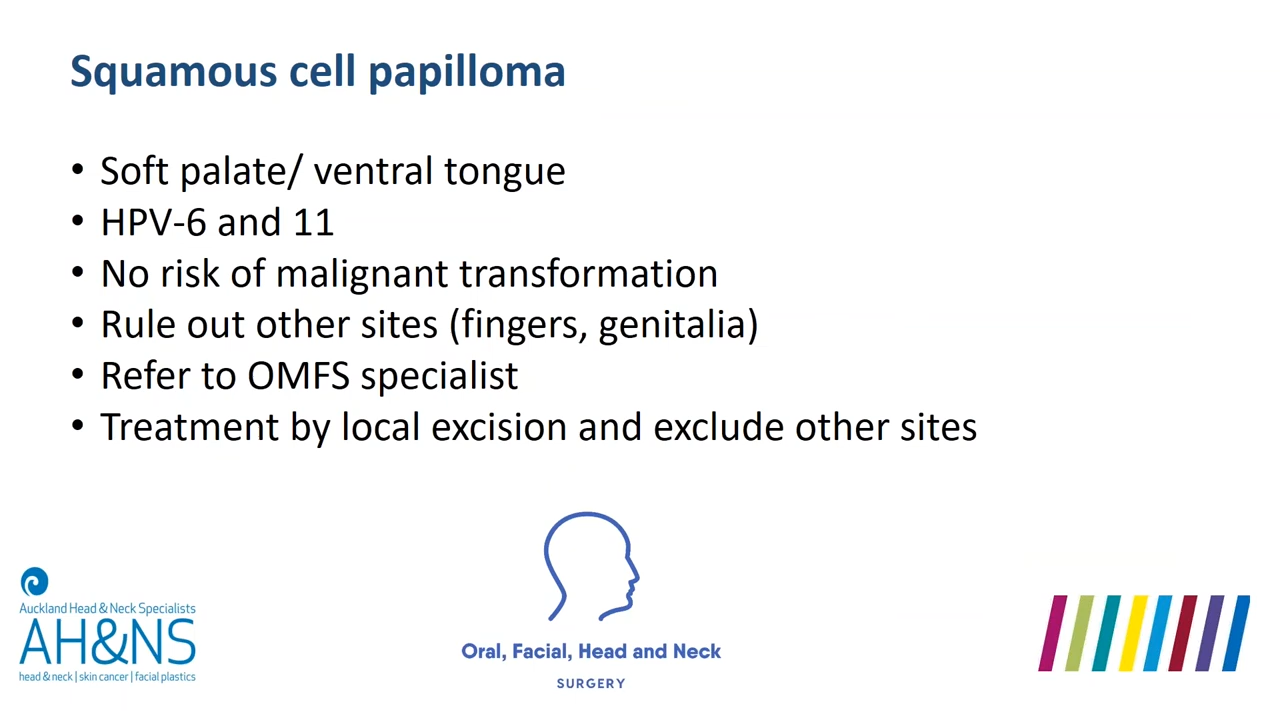 Squamous cell papilloma
• Soft palate/ ventral tongue
• HPV-6 and 11
• No risk of malignant transformation
• Rule out other sites (fingers, genitalia)
• Refer to OMFS specialist
• Treatment by local excision and exclude other sites
Auckland Head & Neck Specialists
AH&NS
head & neck | skin cancer | facial plastics
Oral, Facial, Head and Neck
SURGERY